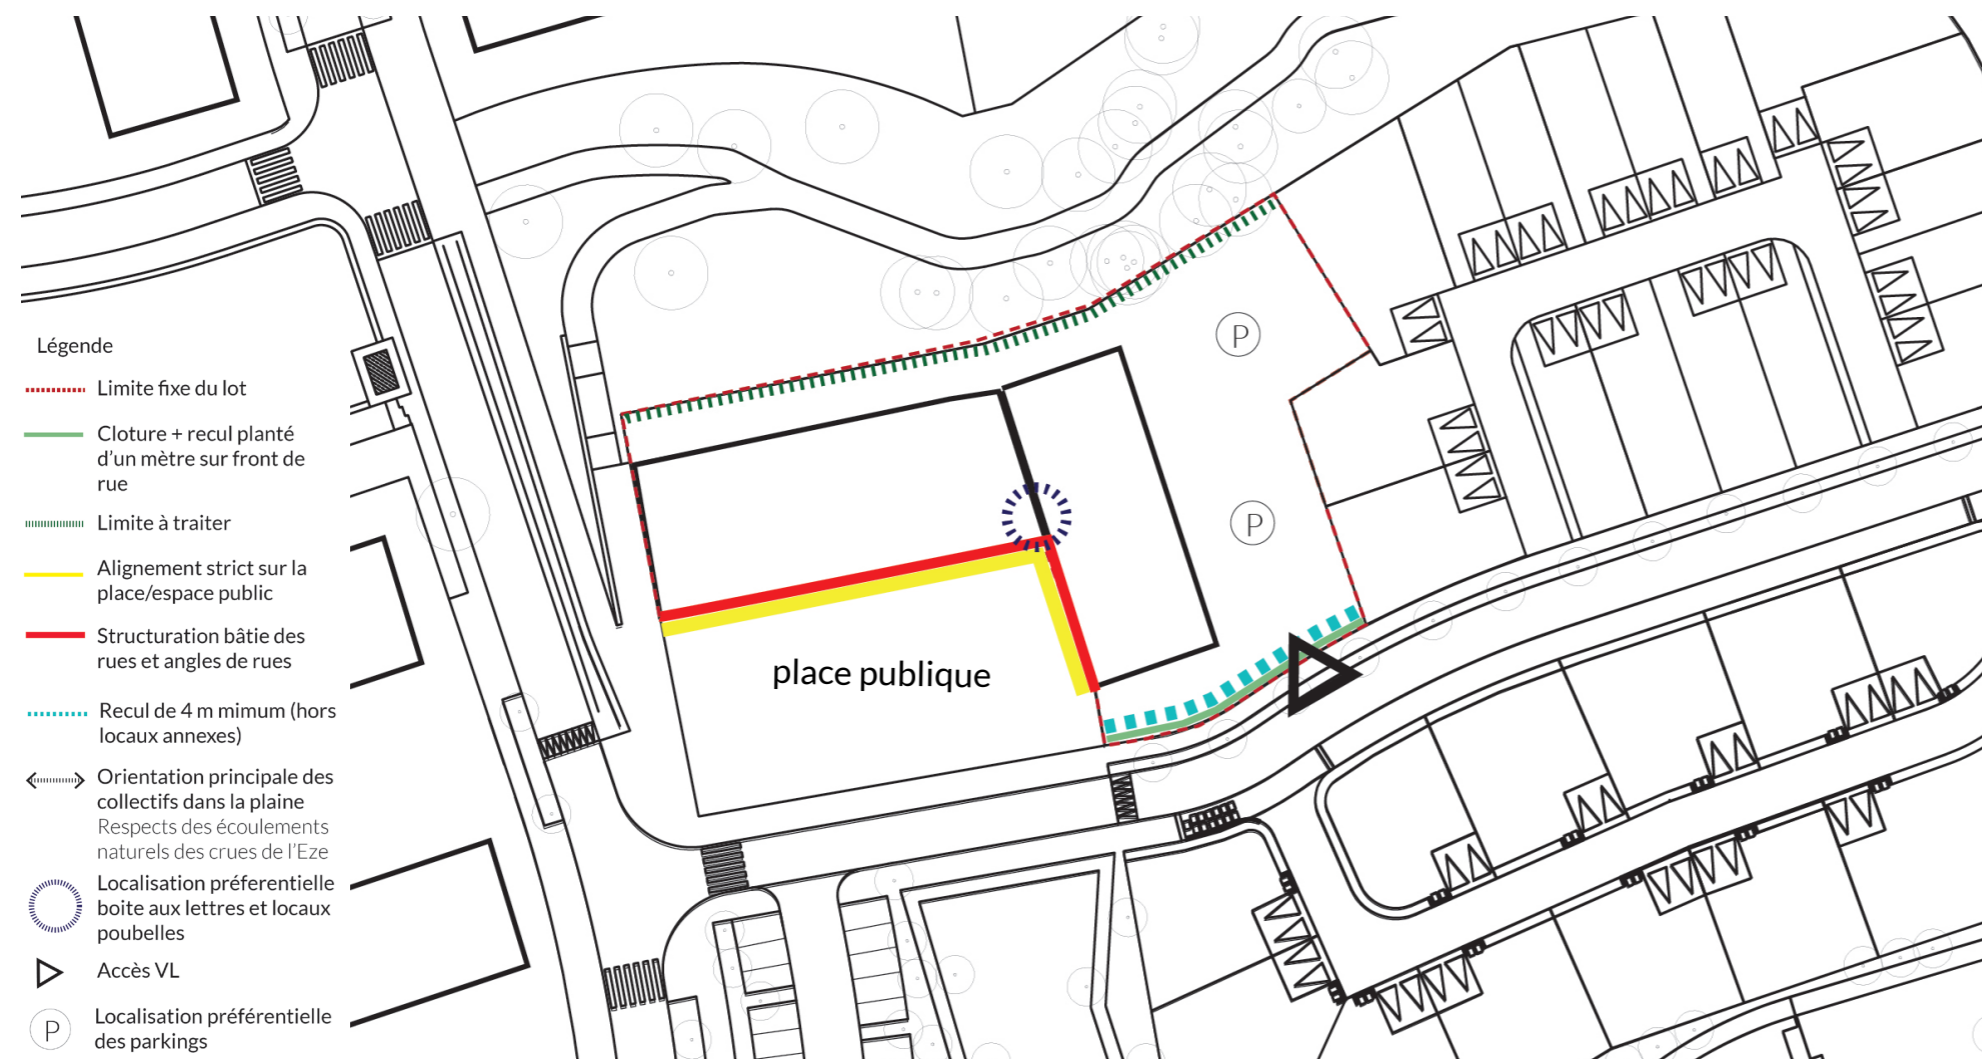 Légende
Limite fixe du lot
Cloture + recul planté
d'un mètre sur front de
rue
Limite à traiter
Alignement strict sur la
place/espace public
Structuration bâtie des
rues et angles de rues
Recul de 4 m mimum (hors
locaux annexes)
Orientation principale des
collectifs dans la plaine
Respects des écoulements
naturels des crues de l'Eze
Localisation préferentielle
boite aux lettres et locaux
poubelles
Accès VL
P
Localisation préférentielle
des parkings
P
P
place publique